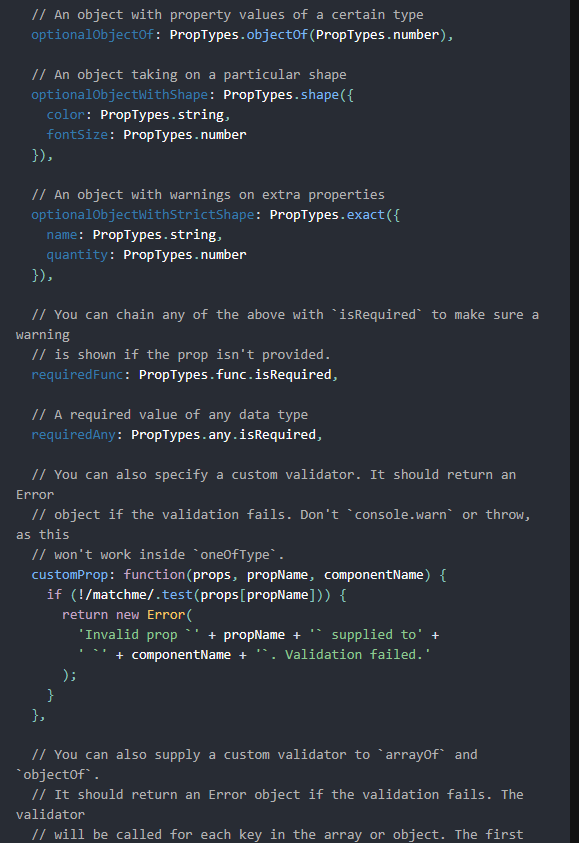 // An object with property values of a certain type
optionalObjectOf: PropTypes.objectOf(PropTypes.number),
// An object taking on a particular shape
optionalObjectWithShape: PropTypes.shape({
color: PropTypes.string,
fontSize: PropTypes.number
}),
// An object with warnings on extra properties
optionalObjectWithStrictShape: PropTypes.exact({
name: PropTypes.string,
quantity: PropTypes.number
}),
// You can chain any of the above with `isRequired` to make sure a
warning
// is shown if the prop isn't provided.
requiredFunc: PropTypes.func.isRequired,
// A required value of any data type
requiredAny: PropTypes.any.isRequired,
// You can also specify a custom validator. It should return an
Error
// object if the validation fails. Don't `console.warn` or throw,
as this
// won't work inside `oneOfType`.
customProp: function(props, propName, componentName) {
if (!/matchme/.test(props[propName])) {
return new Error(
'Invalid prop `' + propName + '` supplied to' +
' `' + componentName + '`. Validation failed.'
);
}
},
// You can also supply a custom validator to `arrayOf` and
`objectOf`.
// It should return an Error object if the validation fails. The
validator
// will be called for each key in the array or object. The first